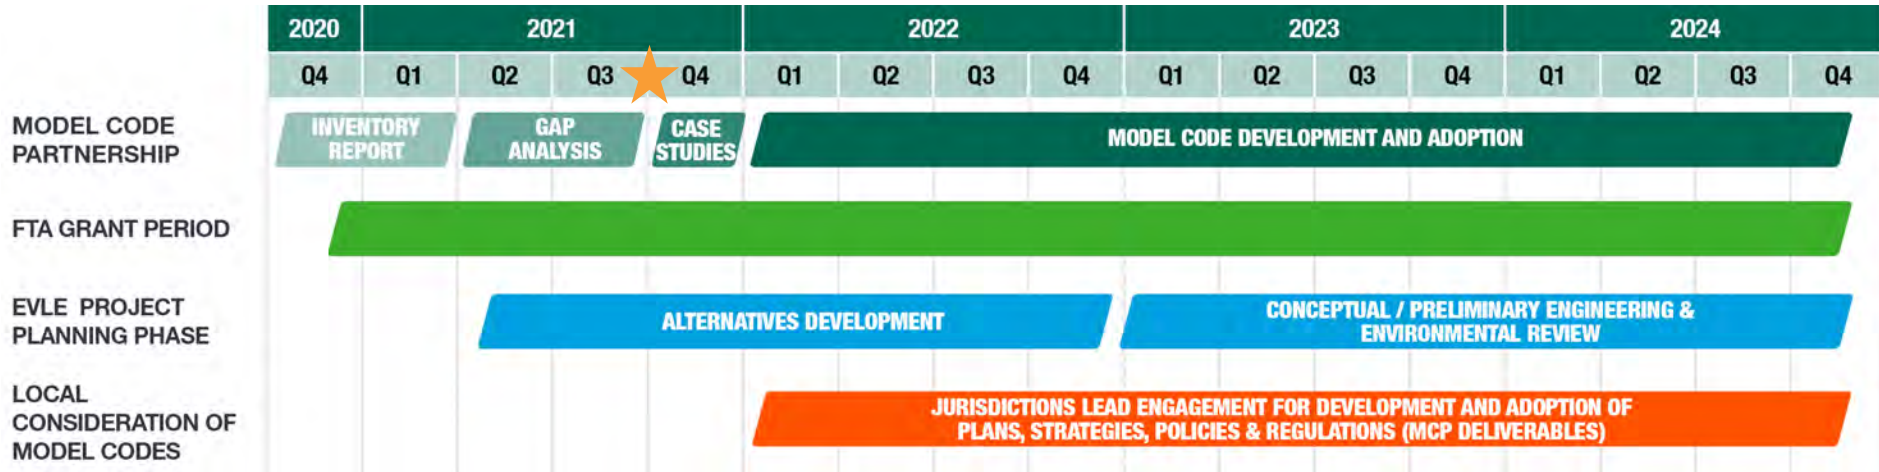 2020 2021 2022 2023 2024
Q4 Q1 Q2 Q3 Q4 Q1 Q2 Q3 Q4 Q1 Q2 Q3 Q4 Q1 Q2 Q3 Q4
MODEL CODE
PARTNERSHIP
INVENTORY
REPORT
GAP
ANALYSIS
CASE
STUDIES
MODEL CODE DEVELOPMENT AND ADOPTION
FTA GRANT PERIOD
EVLE PROJECT
PLANNING PHASE
ALTERNATIVES DEVELOPMENT
CONCEPTUAL / PRELIMINARY ENGINEERING &
ENVIRONMENTAL REVIEW
LOCAL
CONSIDERATION OF
MODEL CODES
JURISDICTIONS LEAD ENGAGEMENT FOR DEVELOPMENT AND ADOPTION OF
PLANS, STRATEGIES, POLICIES & REGULATIONS (MCP DELIVERABLES)